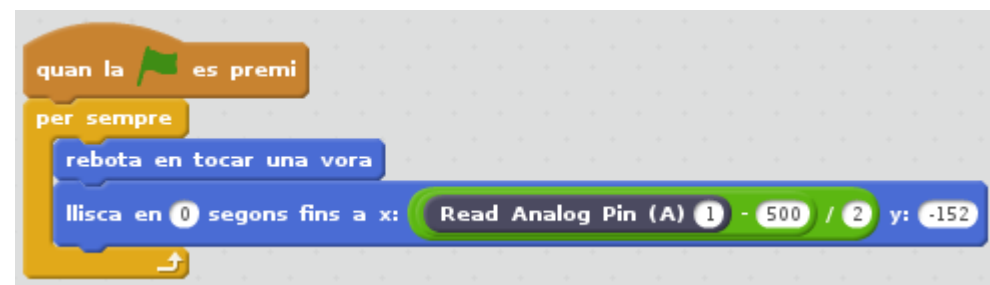 quan la es premi
per sempre
rebota en tocar una vora
llisca en 0 segons fins a x: Read Analog Pin (A) 1 - 500 / 2 y: -152